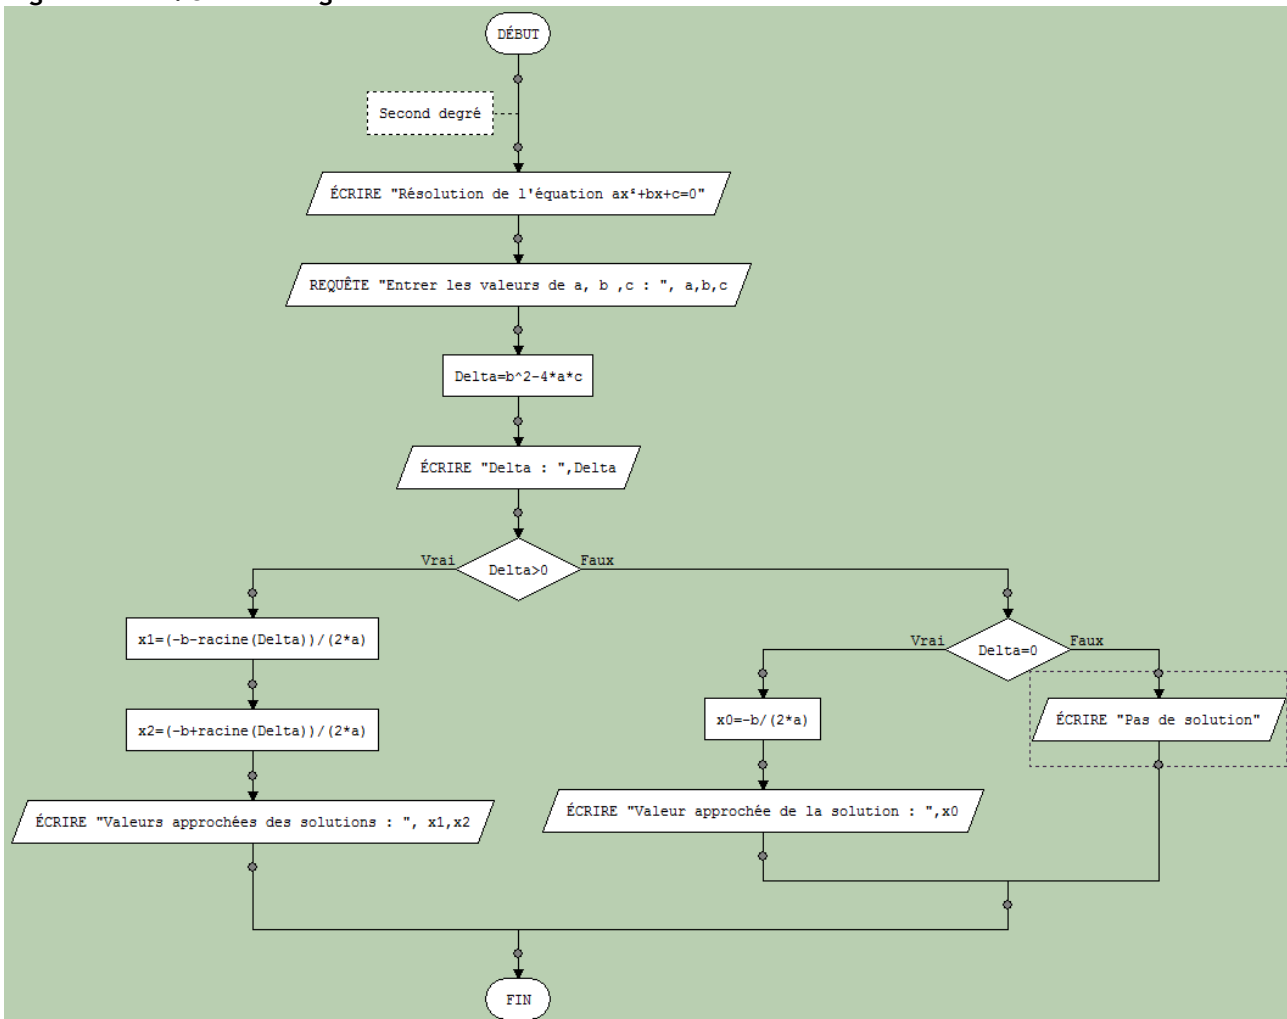 DÉBUT
Second degré
ÉCRIRE "Résolution de l'équation ax²+bx+c=0"
REQUÊTE "Entrer les valeurs de a, b ,c : ", a,b,c
Delta=b^2-4*a*c
ÉCRIRE "Delta : ",Delta
Vrai
Delta>0
Faux
x1=(-b-racine(Delta))/(2*a)
x2=(-b+racine(Delta))/(2*a)
ÉCRIRE "Valeurs approchées des solutions : ", x1,x2
Vrai
Delta=0
Faux
x0=-b/(2*a)
ÉCRIRE "Pas de solution"
ÉCRIRE "Valeur approchée de la solution : ",x0
FIN